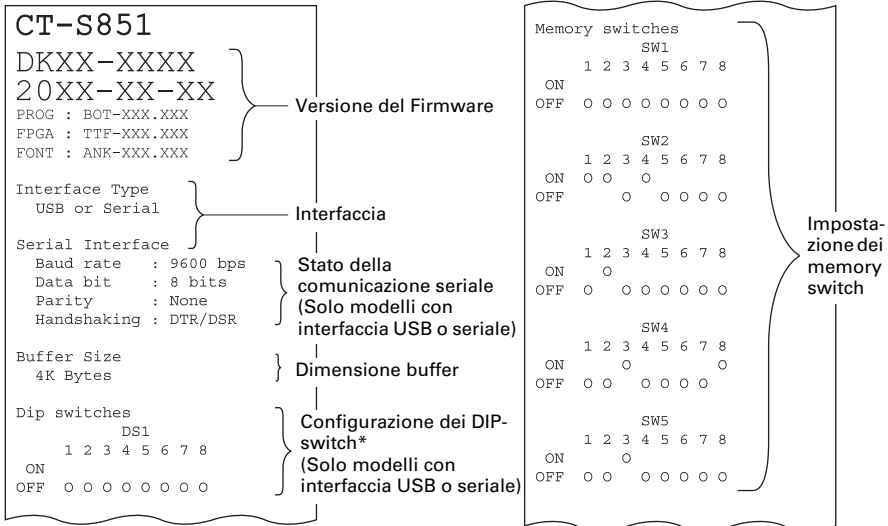 CT-S851
DKXX-XXXX
20XX-XX-XX
PROG : BOT-XXX.XXX
FPGA : TTF-XXX.XXX
FONT : ANK-XXX.XXX
Versione del Firmware
Interface Type
USB or Serial
Interfaccia
Serial Interface
Baud rate : 9600 bps
Data bit : 8 bits
Parity : None
Handshaking : DTR/DSR
Stato della
comunicazione seriale
(Solo modelli con
interfaccia USB o seriale)
Buffer Size
4K Bytes
Dimensione buffer
Dip switches
DS1
1 2 3 4 5 6 7 8
ON
OFF O O O O O O O O
Configurazione dei DIP-
switch*
(Solo modelli con
interfaccia USB o seriale)
Memory switches
SW1
1 2 3 4 5 6 7 8
ON
OFF O O O O O O O O
SW2
1 2 3 4 5 6 7 8
ON O O O
OFF O O O O O
SW3
1 2 3 4 5 6 7 8
ON O
OFF O O O O O O O
SW4
1 2 3 4 5 6 7 8
ON O O
OFF O O O O O O
SW5
1 2 3 4 5 6 7 8
ON O
OFF O O O O O O O
Imposta-
zione dei
memory
switch